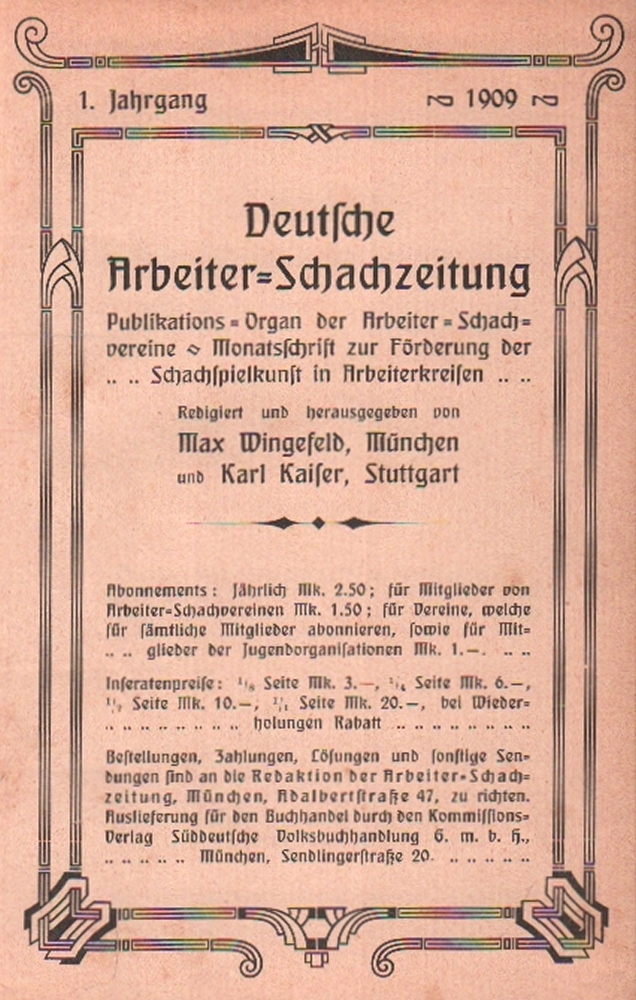 1. Jahrgang 1909
Deutſche
Arbeiter=Schachzeitung
Publikations=Organ der Arbeiter=Schach=
vereine Monatsſchrift zur Förderung der
.. .. Schachſpielkunſt in Arbeiterkreiſen .. ..
Redigiert und herausgegeben von
Max Wingefeld, München
und Karl Kaiſer, Stuttgart
Abonnements: Jährlich Mk. 2.50; für Mitglieder von
Arbeiter=Schachvereinen Mk. 1.50; für Vereine, welche
für ſämtliche Mitglieder abonnieren, ſowie für Mit=
.. .. glieder der Jugendorganiſationen Mk. 1.—. .. ..
Inſeratenpreiſe: 1/8 Seite Mk. 3.—, 1/4 Seite Mk. 6.—,
1/2 Seite Mk. 10.—, 1/1 Seite Mk. 20.—, bei Wieder=
.. .. .. .. .. .. .. .. holungen Rabatt .. .. .. .. .. .. .. ..
Beſtellungen, Zahlungen, Löſungen und ſonſtige Sen=
dungen ſind an die Redaktion der Arbeiter=Schach=
zeitung, München, Adalbertſtraße 47, zu richten.
Auslieferung für den Buchhandel durch den Kommiſſions=
Verlag Süddeutſche Volksbuchhandlung G. m. b. H.,
.. .. .. .. .. München, Sendlingerſtraße 20. .. .. .. .. ..